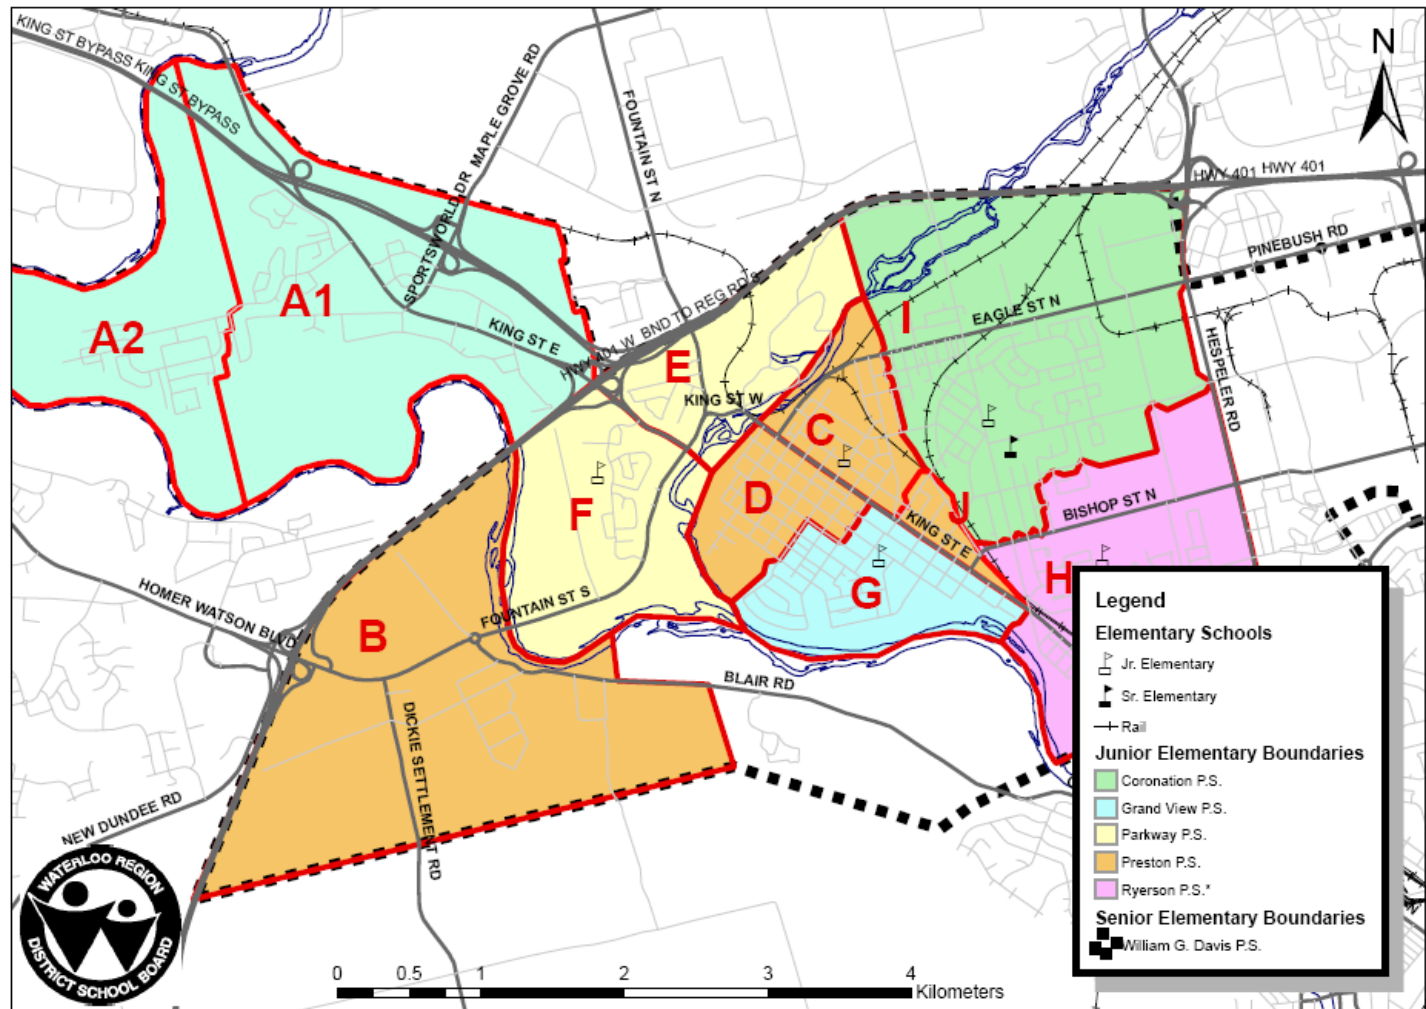 KING ST BYPASS KING ST BYPASS
MAPLE GROVE RD
SPORTSWORLD DR
FOUNTAIN ST N
N
HWY 401 HWY 401
PINEBUSH RD
A1
A2
I
EAGLE ST N
KING ST E
HWY 401 W BND TO REG RD 8
HESPELER RD
E
KING ST W
C
D
F
J
BISHOP ST N
KING ST E
G
H
HOMER WATSON BLVD
B
FOUNTAIN ST S
BLAIR RD
DICKIE SETTLEMENT RD
NEW DUNDEE RD
Legend
Elementary Schools
Jr. Elementary
Sr. Elementary
Rail
Junior Elementary Boundaries
Coronation P.S.
Grand View P.S.
Parkway P.S.
Preston P.S.
Ryerson P.S.*
Senior Elementary Boundaries
William G. Davis P.S.
WATERLOO REGION
DISTRICT SCHOOL BOARD
0 0.5 1 2 3 4
Kilometers